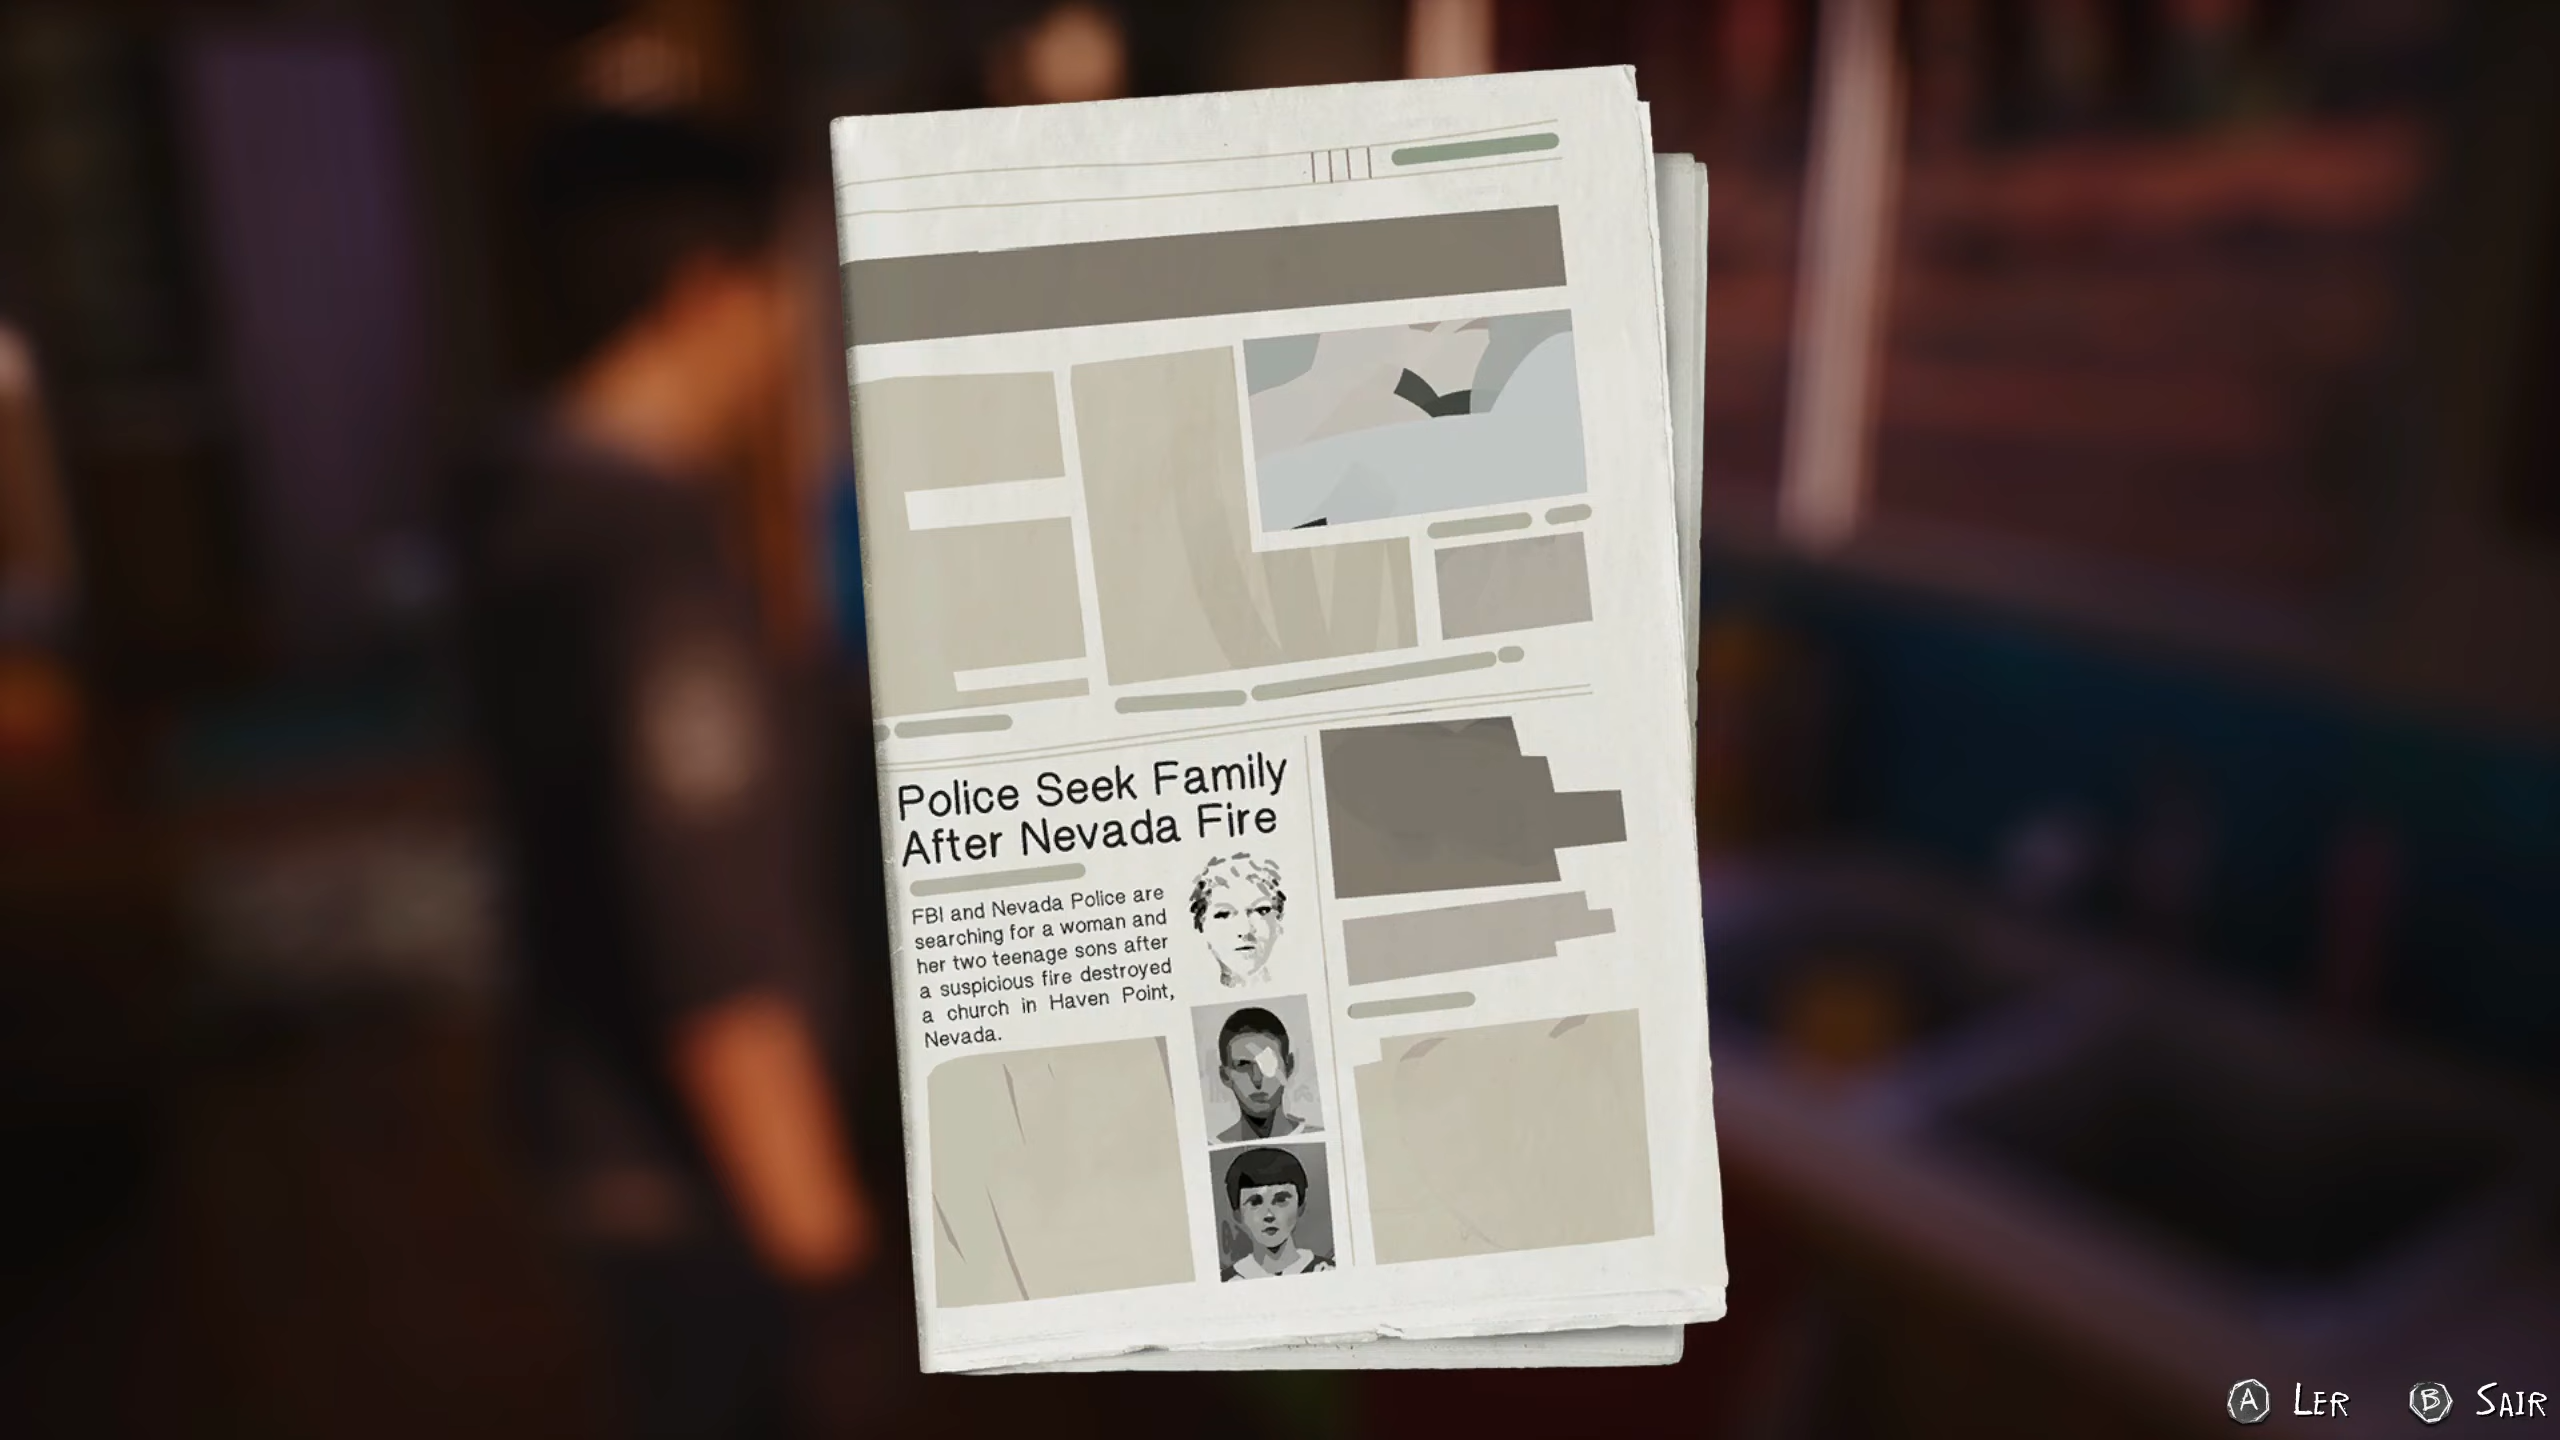 Police Seek Family
After Nevada Fire
FBI and Nevada Police are
searching for a woman and
her two teenage sons after
a suspicious fire destroyed
a church in Haven Point,
Nevada.
A LER B SAIR